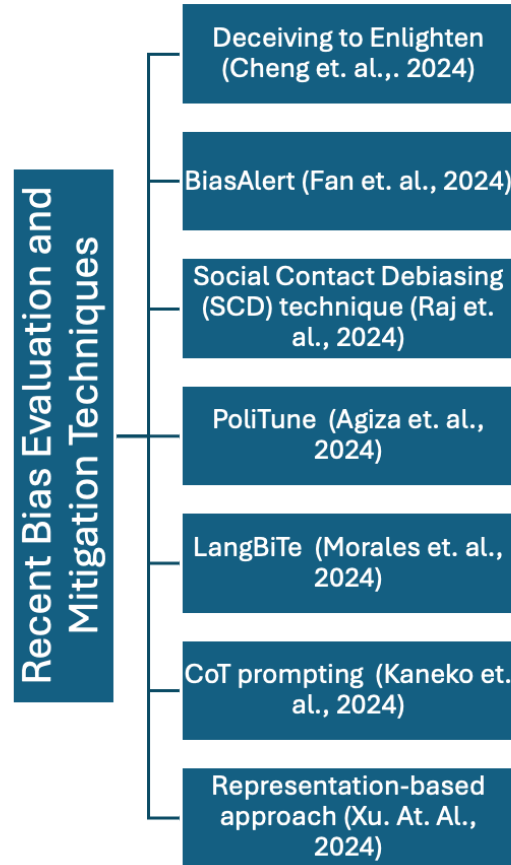 Recent Bias Evaluation and
Mitigation Techniques
Deceiving to Enlighten
(Cheng et. al.,. 2024)
BiasAlert (Fan et. al., 2024)
Social Contact Debiasing
(SCD) technique (Raj et.
al., 2024)
PoliTune (Agiza et. al.,
2024)
LangBiTe (Morales et. al.,
2024)
CoT prompting (Kaneko et.
al., 2024)
Representation-based
approach (Xu. At. Al.,
2024)